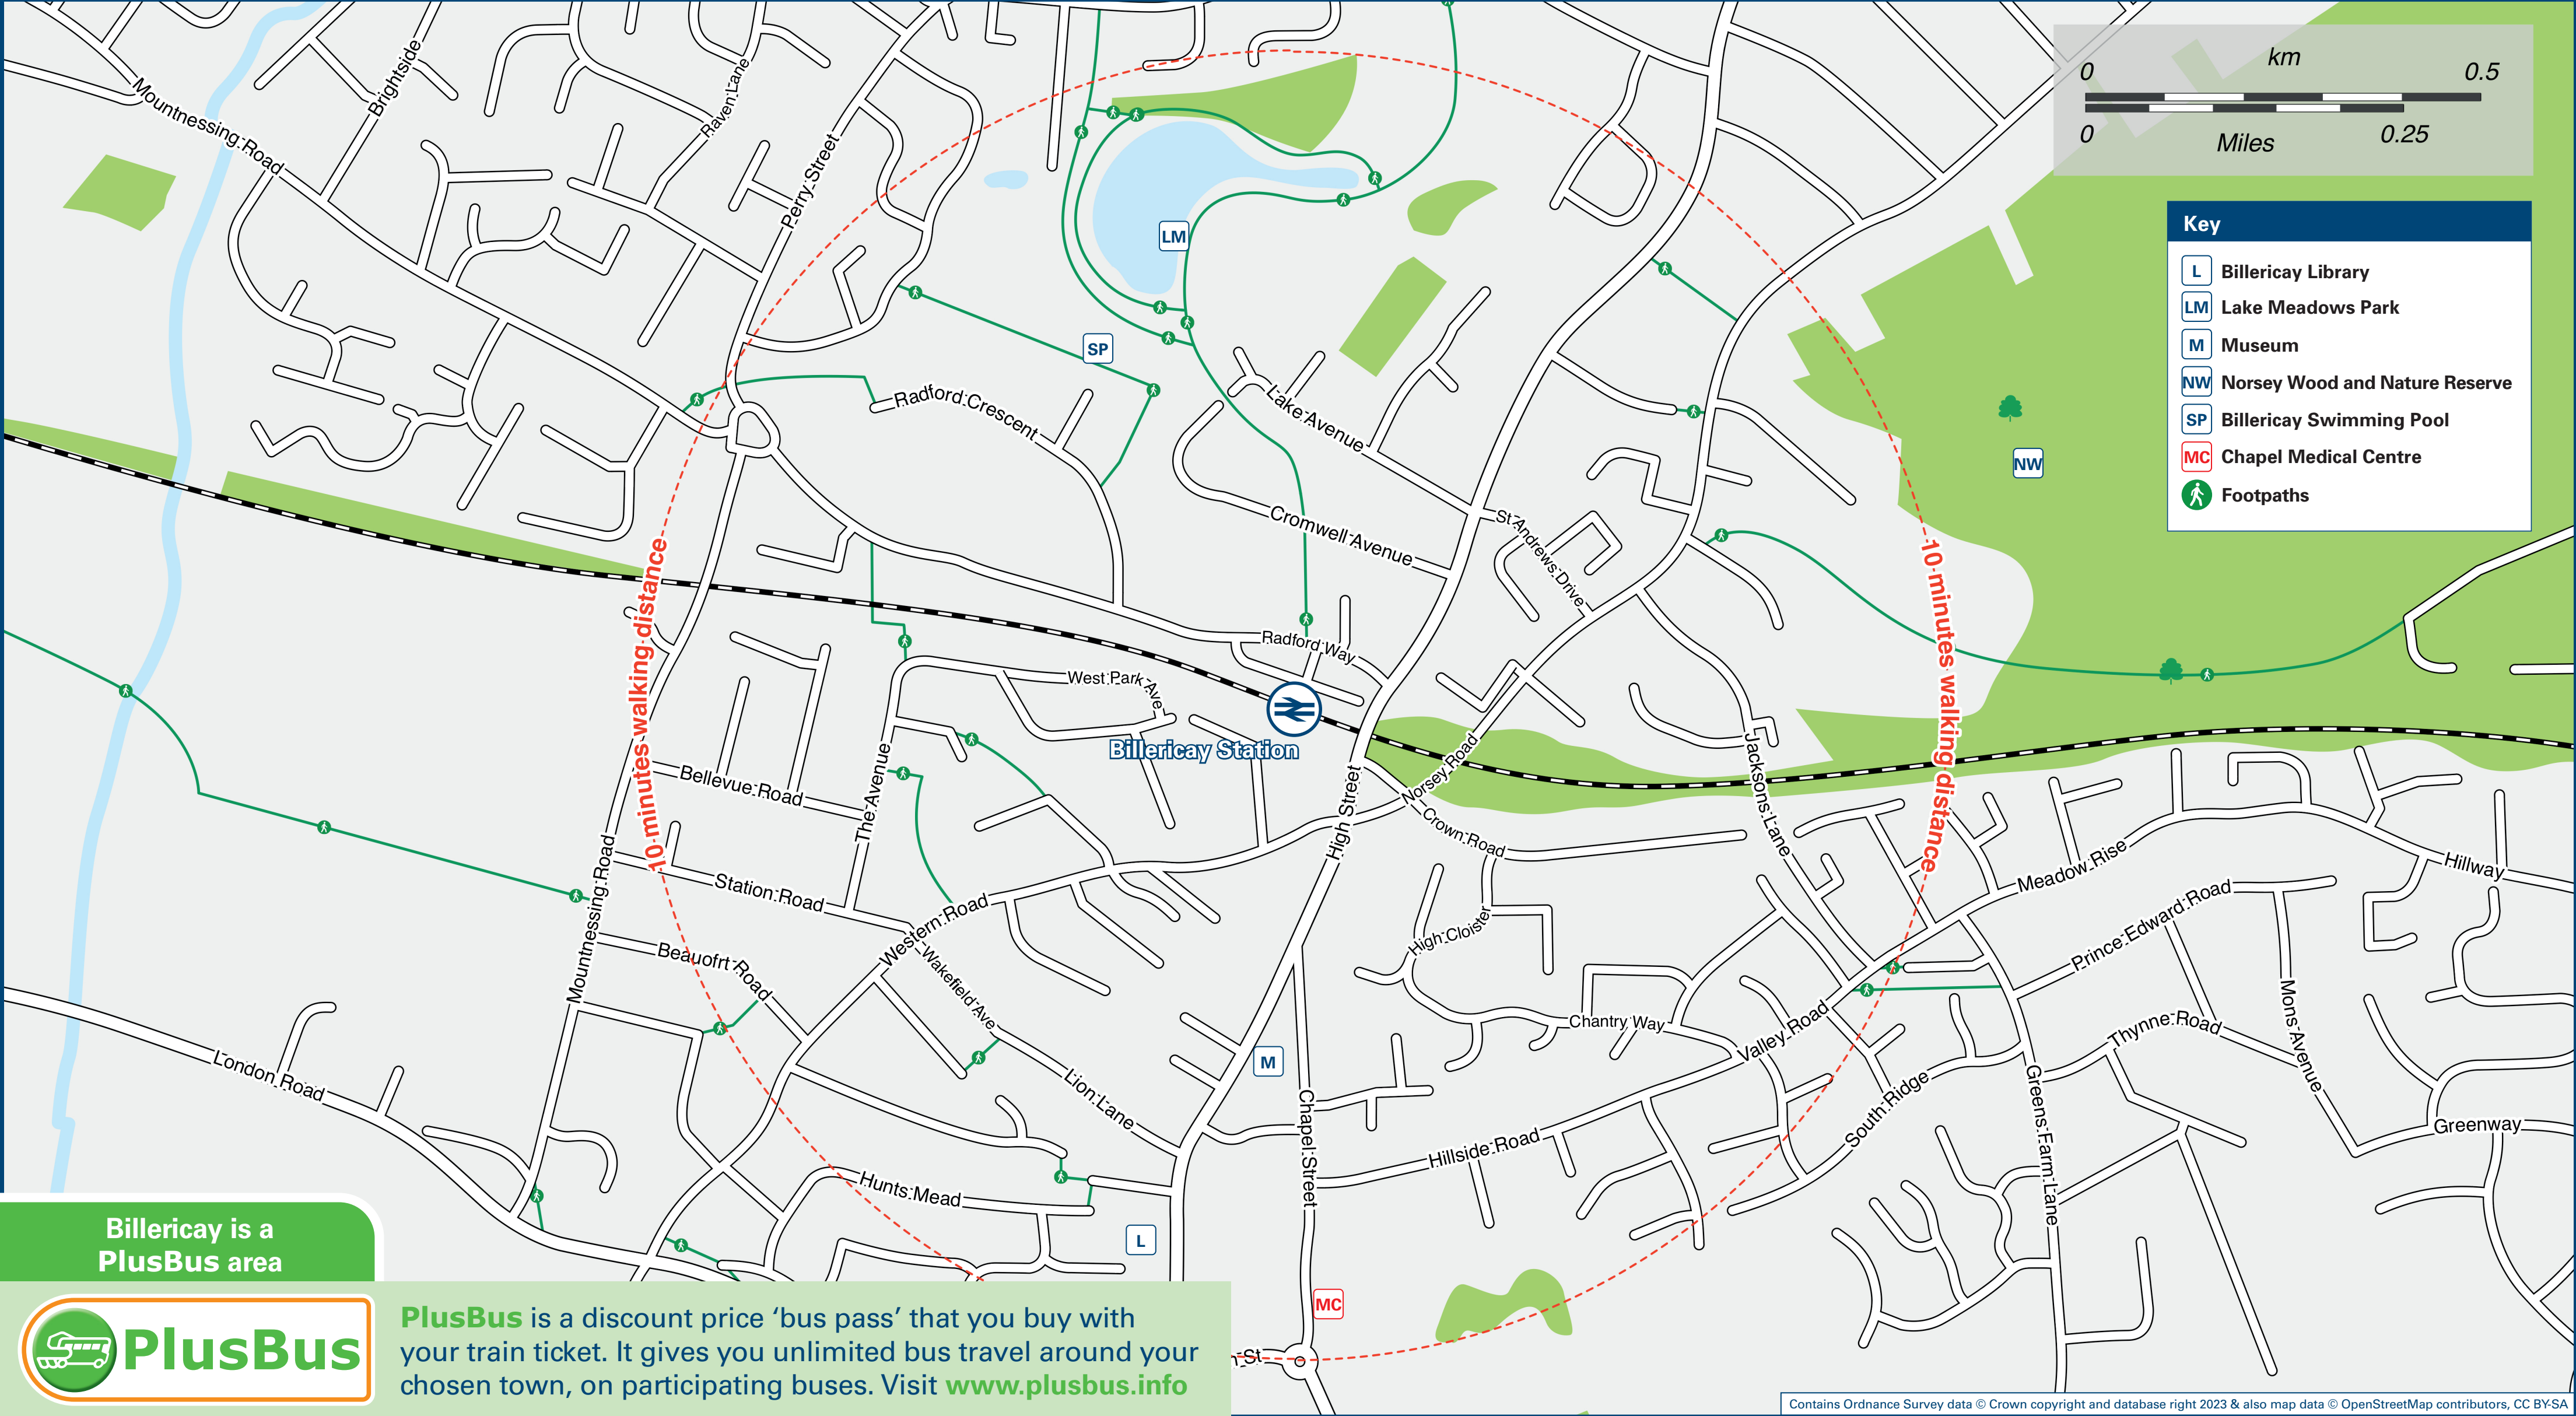 Brightside
Mountnessing Road
Raven Lane
Perry Street
km
0
0.5
0
0.25
Miles
Key
L Billericay Library
LM Lake Meadows Park
M Museum
NW Norsey Wood and Nature Reserve
SP Billericay Swimming Pool
MC Chapel Medical Centre
Footpaths
LM
SP
NW
Radford Crescent
Lake Avenue
Cromwell Avenue
St Andrews Drive
10 minutes walking distance
10 minutes walking distance
Radford Way
West Park Ave
Billericay Station
Bellevue Road
The Avenue
High Street
Norsey Road
Crown Road
Jacksons Lane
Mountnessing Road
Station Road
Western Road
Beauofrt Road
Wakefield Ave
High Cloister
Meadow Rise
Hillway
Prince Edward Road
Mons Avenue
Thynne Road
Chantry Way
Valley Road
London Road
M
Lion Lane
Chapel Street
Hillside Road
South Ridge
Greens Farm Lane
Greenway
Hunts Mead
L
MC
n St
Billericay is a
PlusBus area
PlusBus
PlusBus is a discount price ‘bus pass’ that you buy with
your train ticket. It gives you unlimited bus travel around your
chosen town, on participating buses. Visit www.plusbus.info
Contains Ordnance Survey data © Crown copyright and database right 2023 & also map data © OpenStreetMap contributors, CC BY-SA